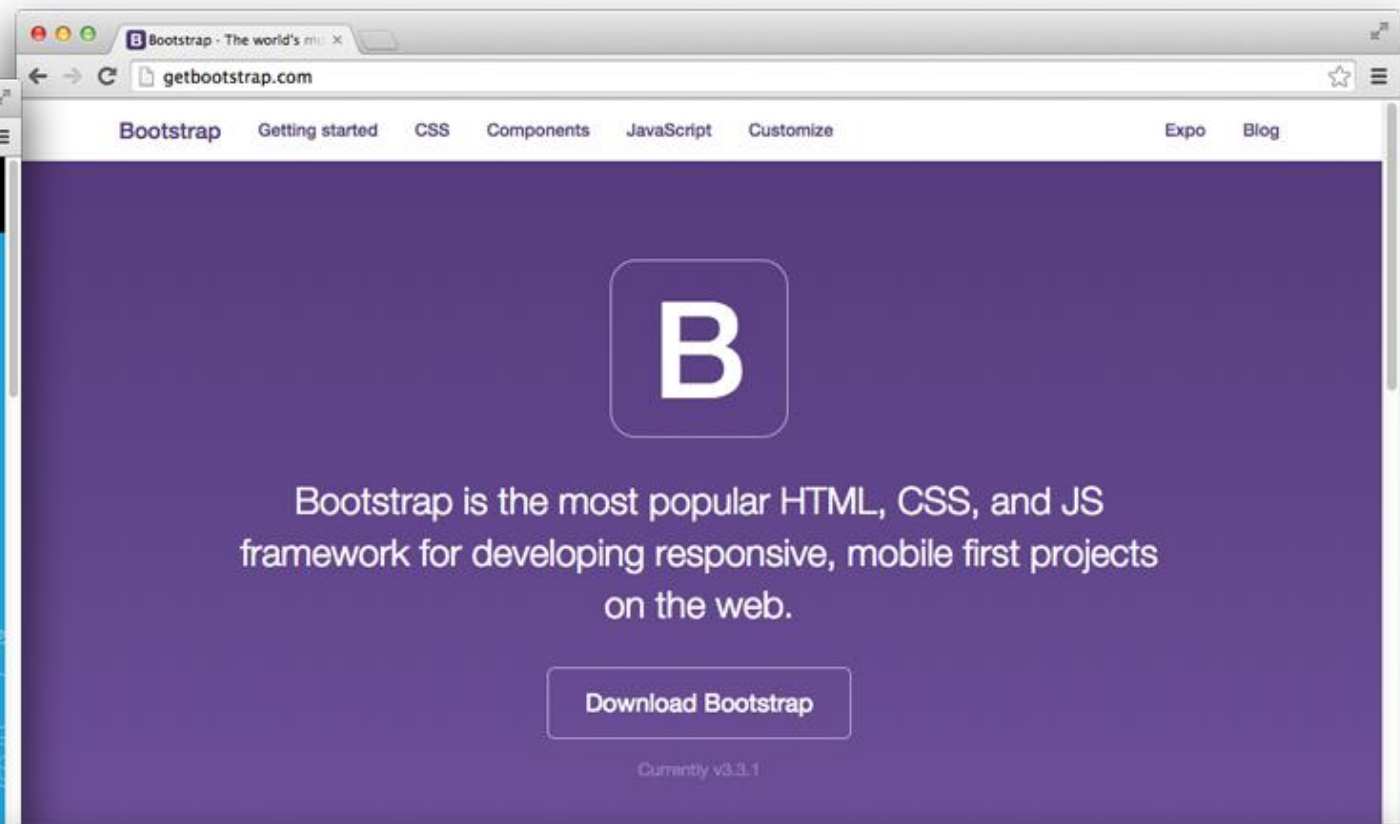 Bootstrap - The world's mo
getbootstrap.com
Bootstrap Getting started CSS Components JavaScript Customize Expo Blog
B
Bootstrap is the most popular HTML, CSS, and JS
framework for developing responsive, mobile first projects
on the web.
Download Bootstrap
Currently v3.3.1